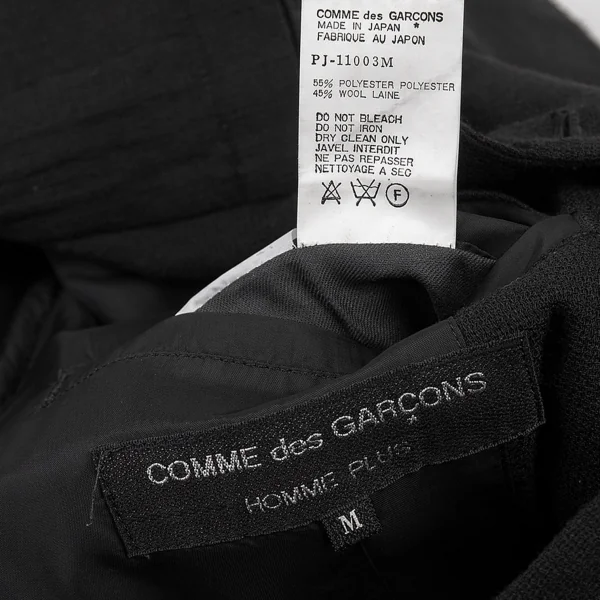 COMME des GARCONS
MADE IN JAPAN *
FABRIQUE AU JAPON
PJ-11003M
55% POLYESTER POLYESTER
45% WOOL LAINE
DO NOT BLEACH
DO NOT IRON
DRY CLEAN ONLY
JAVEL INTERDIT
NE PAS REPASSER
NETTOYAGE A SEC
F
COMME des GARÇONS
*
HOMME PLUS
M